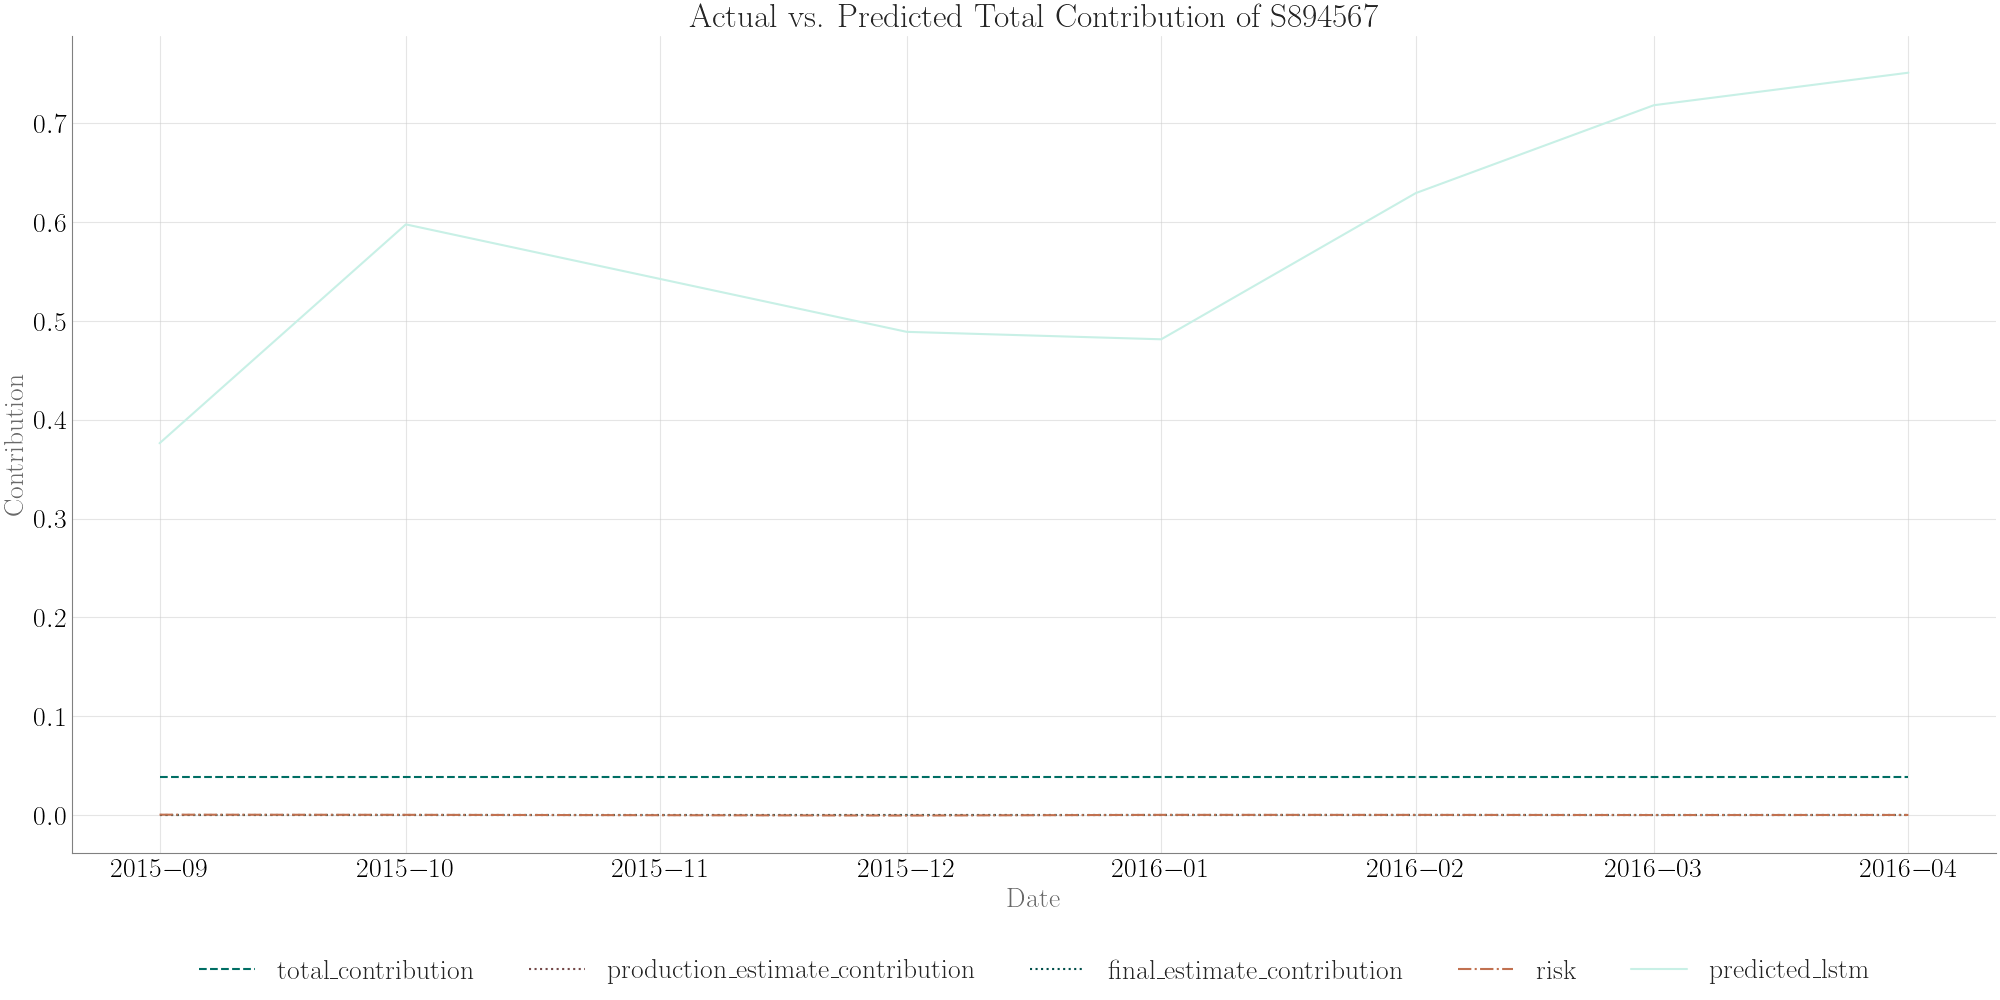 Actual vs. Predicted Total Contribution of S894567
Contribution
0.7
0.6
0.5
0.4
0.3
0.2
0.1
0.0
2015–09 2015–10 2015–11 2015–12 2016–01 2016–02 2016–03 2016–04
Date
total_contribution production_estimate_contribution final_estimate_contribution risk predicted_lstm